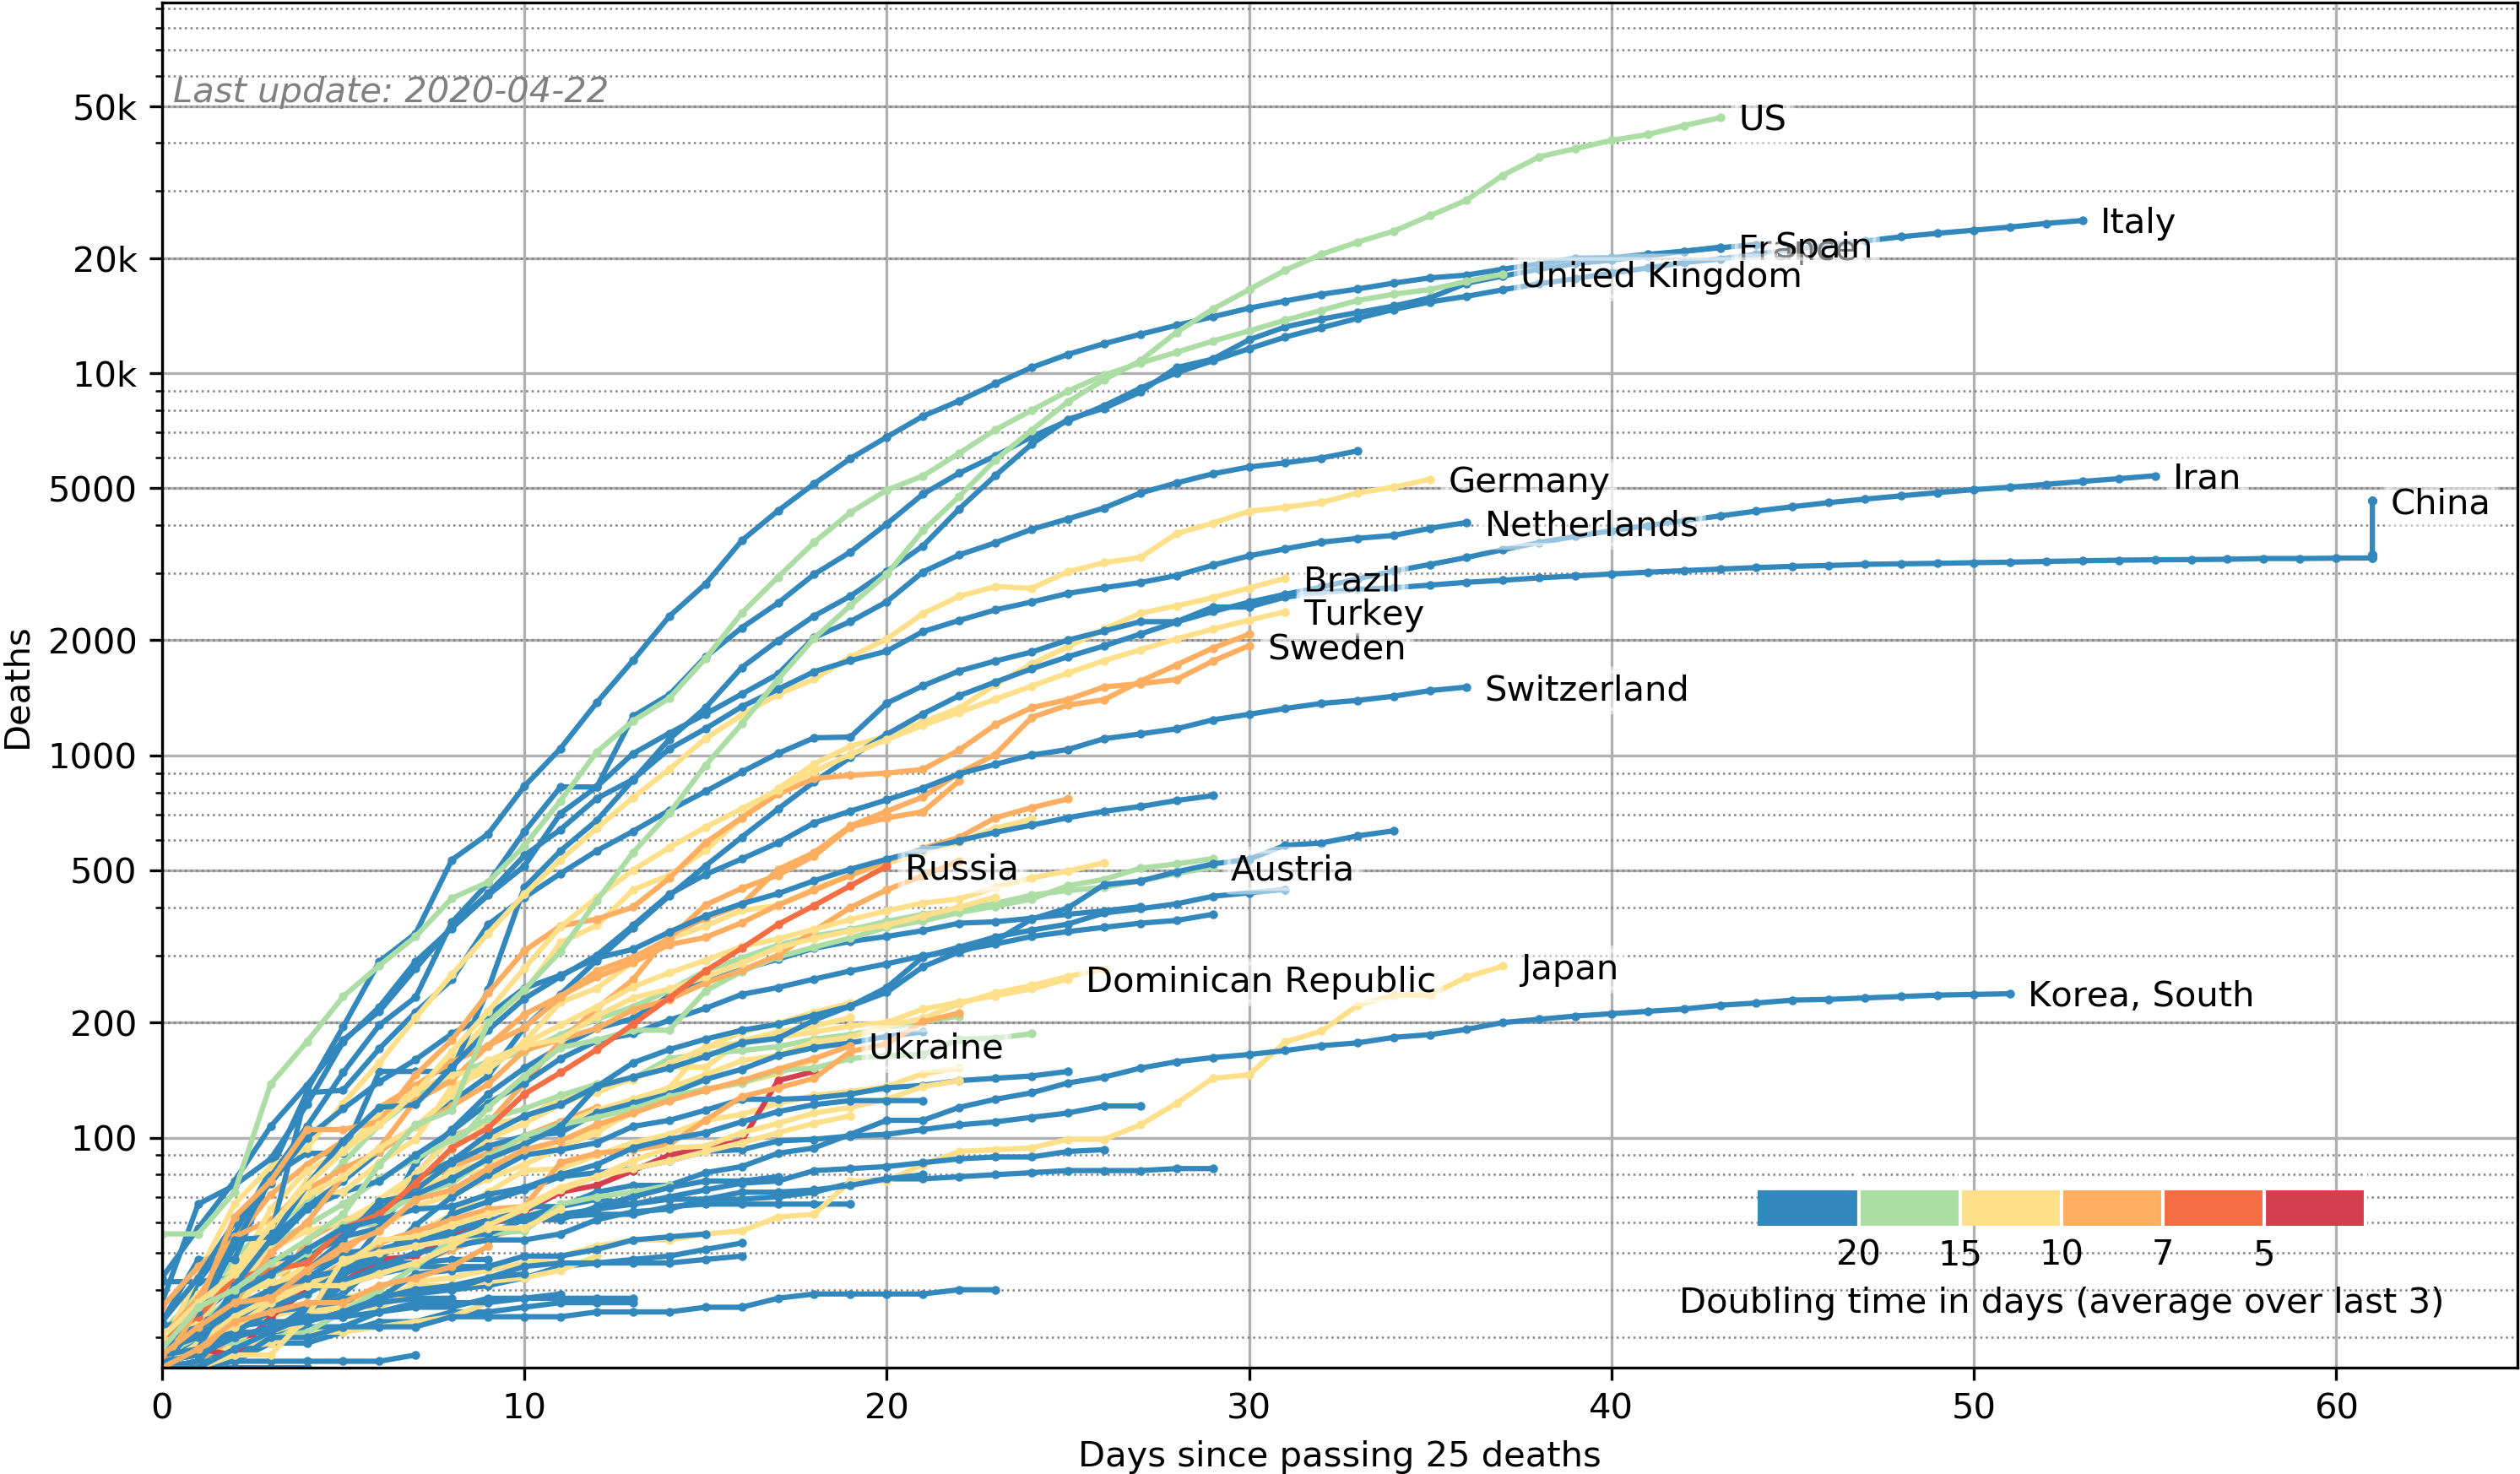 Last update: 2020-04-22
50k
20k
10k
5000
2000
1000
500
200
100
Deaths
US
Italy
France
Spain
United Kingdom
Germany
Iran
China
Netherlands
Brazil
Turkey
Sweden
Switzerland
Russia
Austria
Dominican Republic
Japan
Korea, South
Ukraine
20 15 10 7 5
Doubling time in days (average over last 3)
0 10 20 30 40 50 60
Days since passing 25 deaths